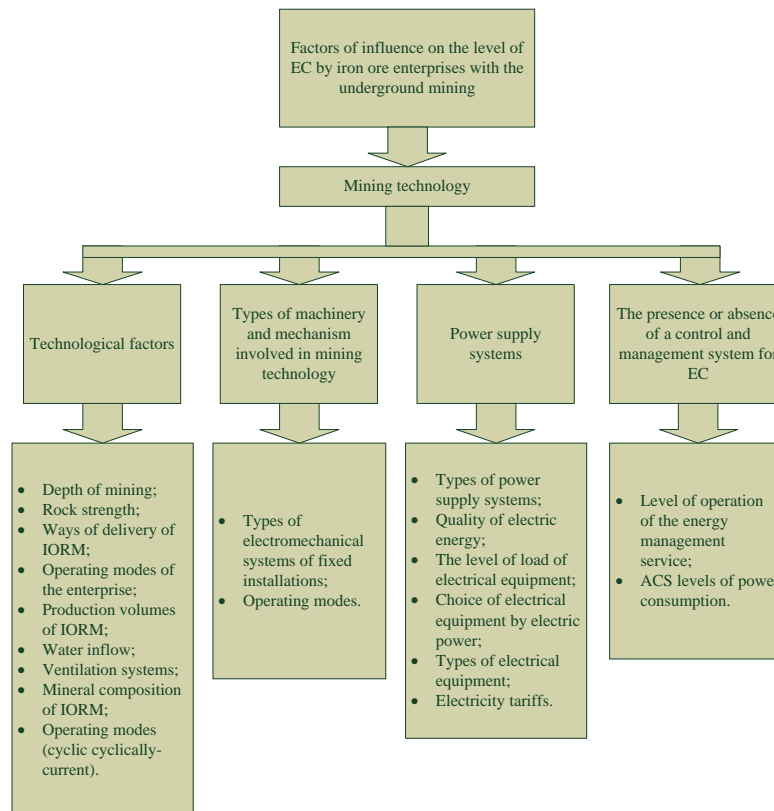 Factors of influence on the level of
EC by iron ore enterprises with the
underground mining
Mining technology
Technological factors
Types of machinery
and mechanism
involved in mining
technology
Power supply
systems
The presence or absence
of a control and
management system for
EC
• Depth of mining;
• Rock strength;
• Ways of delivery of
IORM;
• Operating modes of
the enterprise;
• Production volumes
of IORM;
• Water inflow;
• Ventilation systems;
• Mineral composition
of IORM;
• Operating modes
(cyclic cyclically-
current).
• Types of
electromechanical
systems of fixed
installations;
• Operating modes.
• Types of power
supply systems;
• Quality of electric
energy;
• The level of load of
electrical equipment;
• Choice of electrical
equipment by electric
power;
• Types of electrical
equipment;
• Electricity tariffs.
• Level of operation
of the energy
management
service;
• ACS levels of power
consumption.